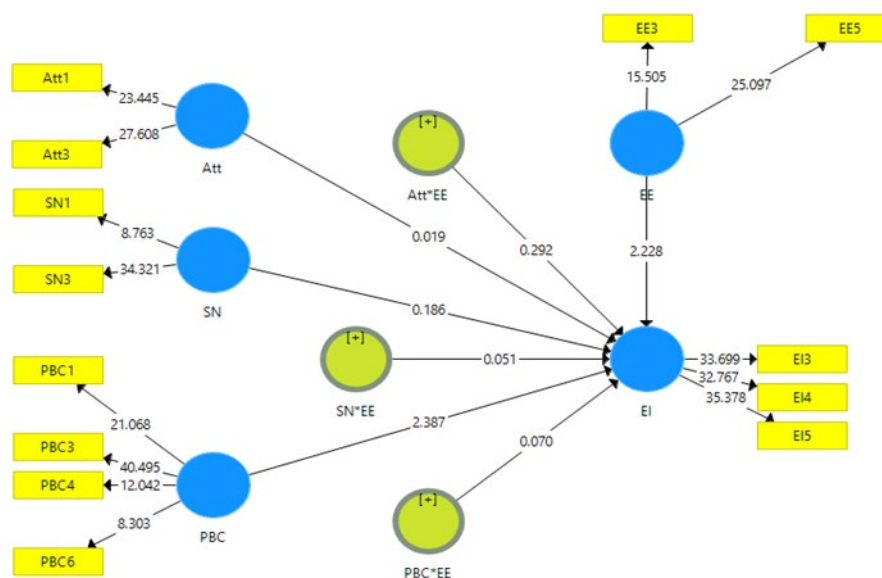 EE3
EE5
Att1
23.445
15.505
25.097
27.608
Att3
Att
[+]
Att*EE
EE
SN1
8.763
0.019
0.292
2.228
SN3
34.321
SN
0.186
[+]
SN*EE
0.051
33.699
EI3
32.767
EI4
35.378
EI5
EI
PBC1
21.068
2.387
0.070
PBC3
40.495
PBC4
12.042
8.303
PBC
PBC6
[+]
PBC*EE